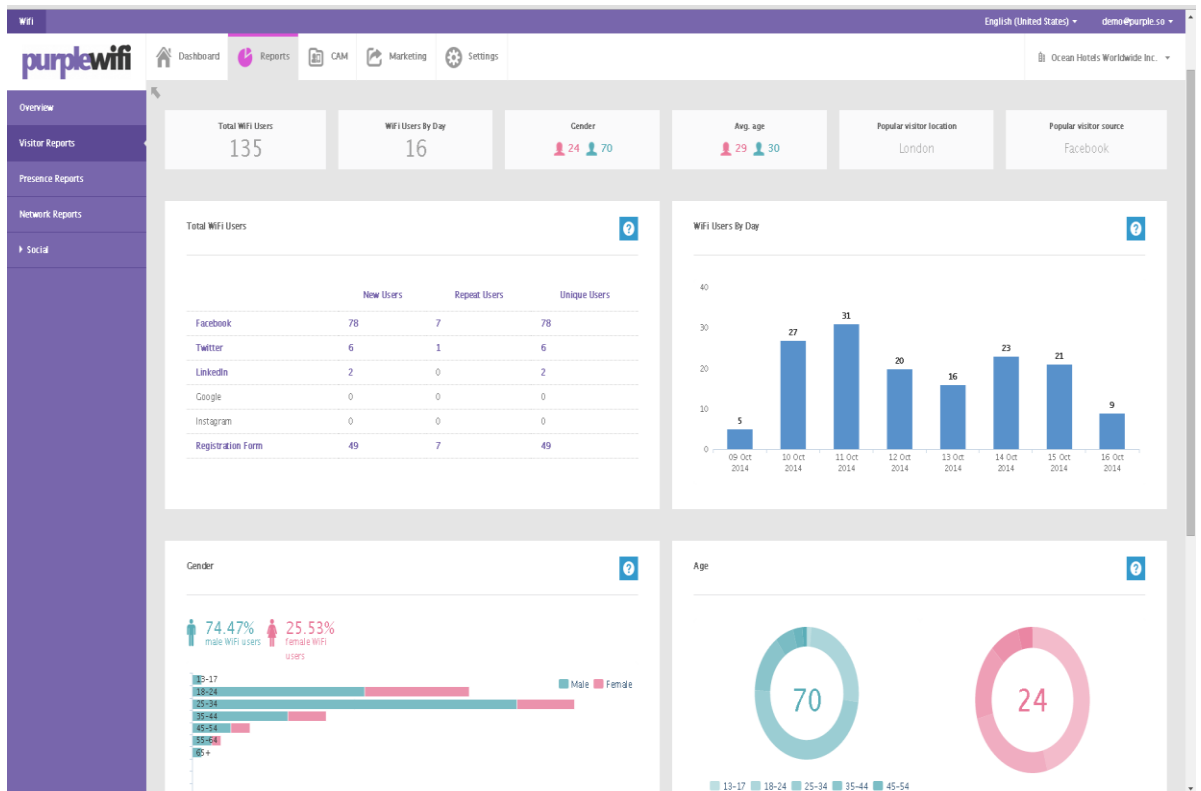 Wifi
English (United States)
demo@purple.so
purplewifi
Dashboard
Reports
CAM
Marketing
Settings
Ocean Hotels Worldwide Inc.
Overview
Visitor Reports
Presence Reports
Network Reports
Social
Total WiFi Users
135
WiFi Users By Day
16
Gender
24 70
Avg. age
29 30
Popular visitor location
London
Popular visitor source
Facebook
Total WiFi Users
?
New Users Repeat Users Unique Users
Facebook 78 7 78
Twitter 6 1 6
LinkedIn 2 0 2
Google 0 0 0
Instagram 0 0 0
Registration Form 49 7 49
WiFi Users By Day
?
40
30
20
10
0
5
27
31
20
16
23
21
9
09 Oct 2014
10 Oct 2014
11 Oct 2014
12 Oct 2014
13 Oct 2014
14 Oct 2014
15 Oct 2014
16 Oct 2014
Gender
?
74.47%
male WiFi users
25.53%
female WiFi
users
Male Female
13-17
18-24
25-34
35-44
45-54
55-64
65+
Age
?
70
24
13-17 18-24 25-34 35-44 45-54